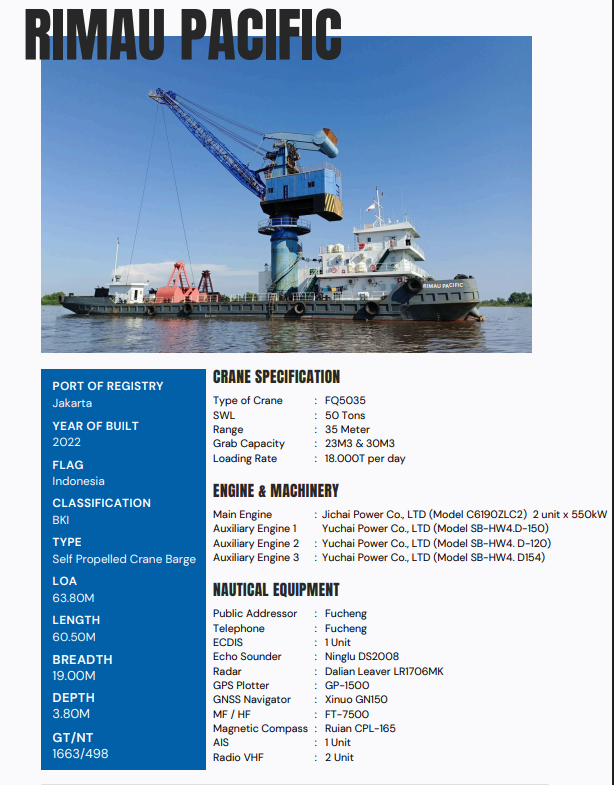 RIMAU PACIFIC
RIMAU PACIFIC
PORT OF REGISTRY
Jakarta
YEAR OF BUILT
2022
FLAG
Indonesia
CLASSIFICATION
BKI
TYPE
Self Propelled Crane Barge
LOA
63.80M
LENGTH
60.50M
BREADTH
19.00M
DEPTH
3.80M
GT/NT
1663/498
CRANE SPECIFICATION
Type of Crane : FQ5035
SWL : 50 Tons
Range : 35 Meter
Grab Capacity : 23M3 & 30M3
Loading Rate : 18.000T per day
ENGINE & MACHINERY
Main Engine : Jichai Power Co., LTD (Model C6190ZLC2) 2 unit x 550kW
Auxiliary Engine 1 Yuchai Power Co., LTD (Model SB-HW4.D-150)
Auxiliary Engine 2 : Yuchai Power Co., LTD (Model SB-HW4. D-120)
Auxiliary Engine 3 : Yuchai Power Co., LTD (Model SB-HW4. D154)
NAUTICAL EQUIPMENT
Public Addressor : Fucheng
Telephone : Fucheng
ECDIS : 1 Unit
Echo Sounder : Ninglu DS2008
Radar : Dalian Leaver LR1706MK
GPS Plotter : GP-1500
GNSS Navigator : Xinuo GN150
MF / HF : FT-7500
Magnetic Compass : Ruian CPL-165
AIS : 1 Unit
Radio VHF : 2 Unit